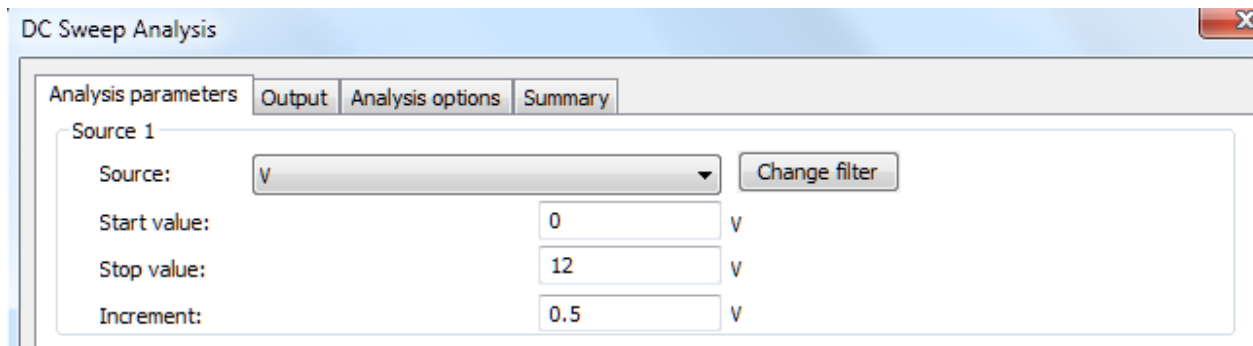 DC Sweep Analysis
Analysis parameters Output Analysis options Summary
Source 1
Source: V Change filter
Start value: 0 V
Stop value: 12 V
Increment: 0.5 V